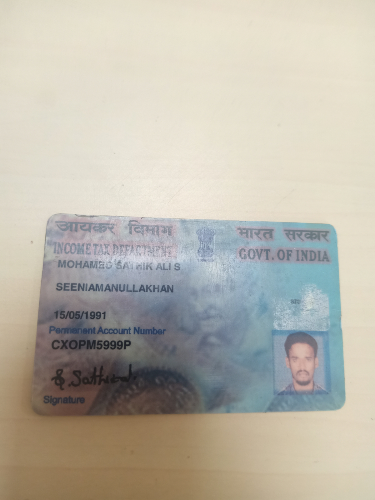 आयकर विभाग
भारत सरकार
INCOME TAX DEPARTMENT
GOVT. OF INDIA
MOHAMED SATHIK ALI S
SEENIAMANULLAKHAN
15/05/1991
Permanent Account Number
CXOPM5999P
Signature